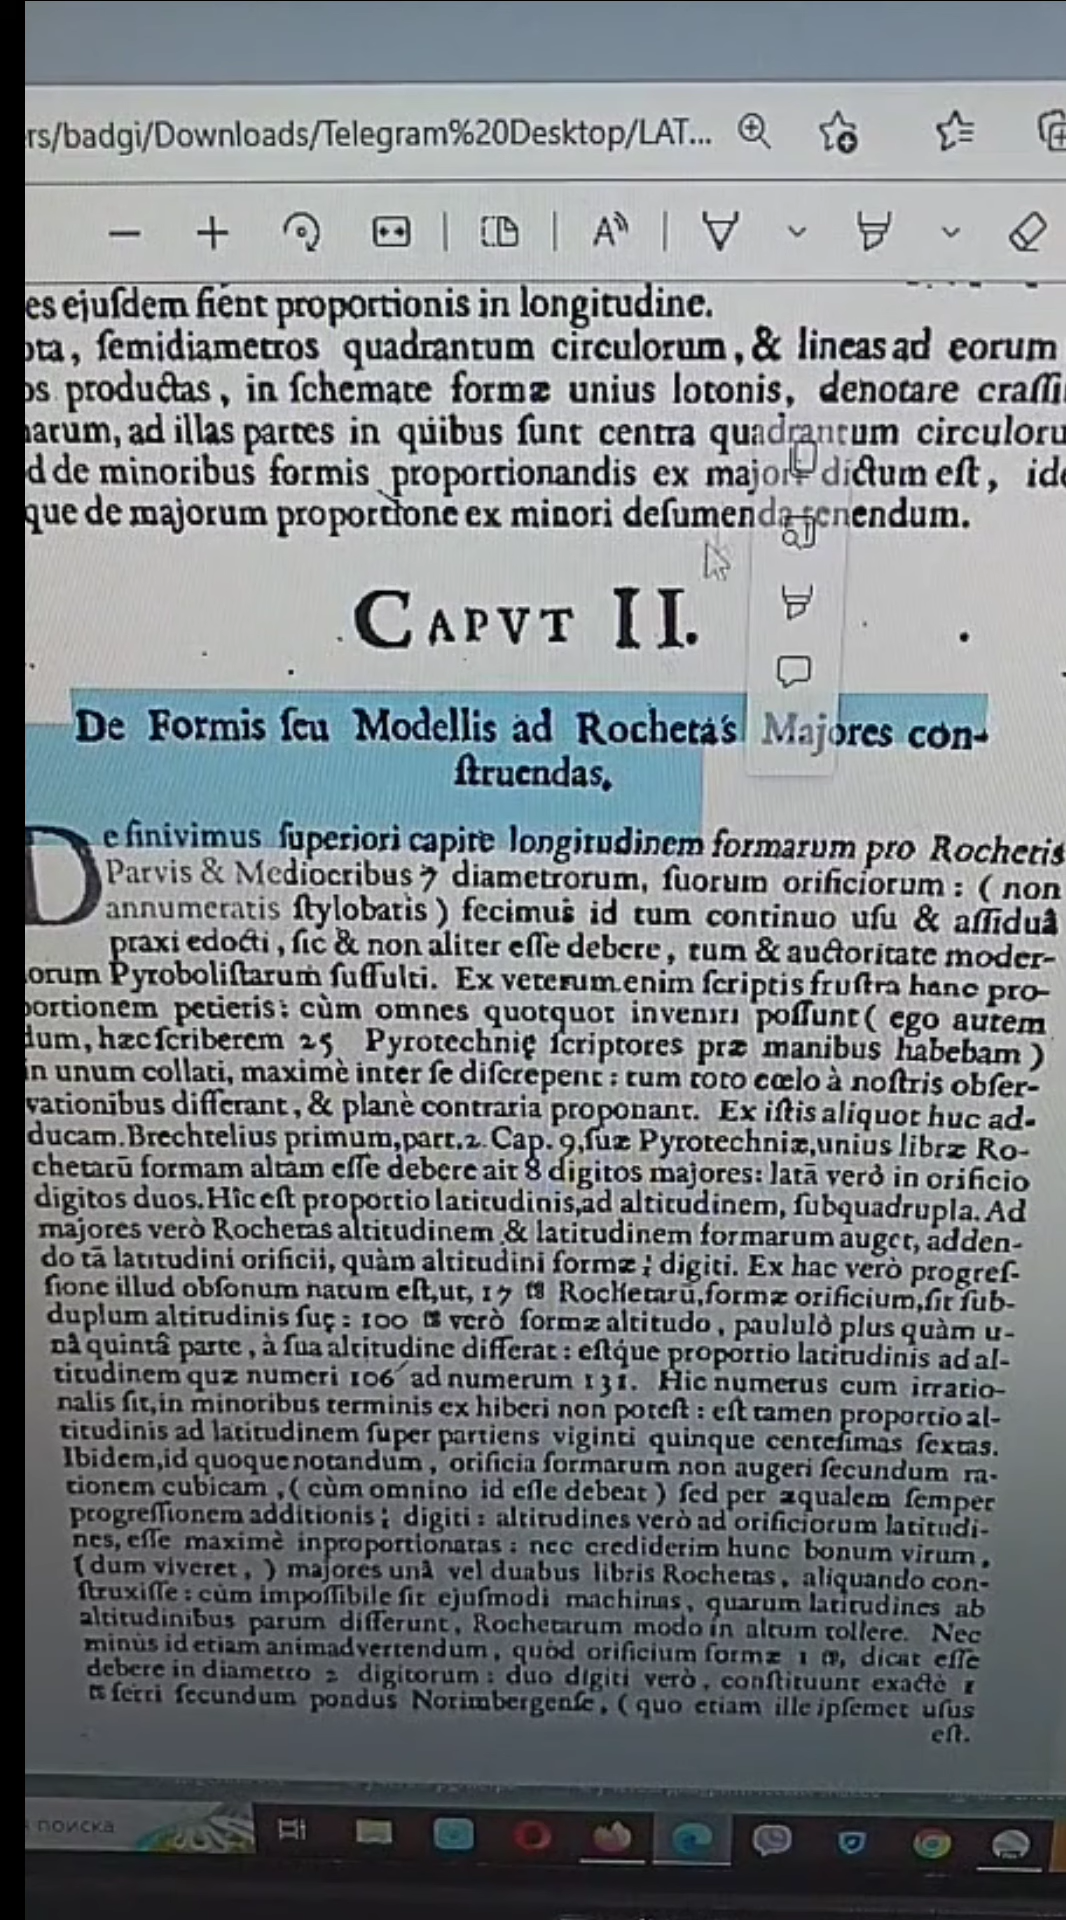 rs/badgi/Downloads/Telegram%20Desktop/LAT...
es ejuſdem fient proportionis in longitudine.
ota, ſemidiametros quadrantum circulorum, & lineas ad eorum
os productas, in ſchemate formæ unius lotonis, denotare craſſi
arum, ad illas partes in quibus ſunt centra quadrantum circuloru
d de minoribus formis proportionandis ex majori dictum eſt, ide
que de majorum proportione ex minori deſumenda tenendum.
CAPVT II.
De Formis ſeu Modellis ad Rochetas Majores con-
ſtruendas.
Definivimus ſuperiori capite longitudinem formarum pro Rochetis
Parvis & Mediocribus 7 diametrorum, ſuorum orificiorum: (non
annumeratis ſtylobatis) fecimus id tum continuo uſu & aſſiduâ
praxi edocti, ſic & non aliter eſſe debere, tum & auctoritate moder-
orum Pyroboliſtarum ſuffulti. Ex veterum enim ſcriptis fruſtra hanc pro-
portionem petieris: cùm omnes quotquot inveniri poſſunt (ego autem
dum, hæc ſcriberem 25 Pyrotechnię ſcriptores præ manibus habebam)
in unum collati, maximè inter ſe diſcrepent: tum toto cœlo à noſtris obſer-
vationibus differant, & planè contraria proponant. Ex iſtis aliquot huc ad-
ducam. Brechtelius primum, part.2. Cap. 9, ſuæ Pyrotechniæ, unius libræ Ro-
chetarū formam altam eſſe debere ait 8 digitos majores: latā verò in orificio
digitos duos. Hic eſt proportio latitudinis, ad altitudinem, ſubquadrupla. Ad
majores verò Rochetas altitudinem & latitudinem formarum auget, adden-
do tā latitudini orificii, quàm altitudini formæ digiti. Ex hac verò progreſ-
ſione illud obſonum natum eſt, ut, 17 ℔ Rochetarū, formæ orificium, ſit ſub-
duplum altitudinis ſuę: 100 ℔ verò formæ altitudo, paululò plus quàm u-
nâ quintâ parte, à ſua altitudine differat: eſtque proportio latitudinis ad al-
titudinem quæ numeri 106 ad numerum 131. Hic numerus cum irratio-
nalis ſit, in minoribus terminis exhiberi non poteſt: eſt tamen proportio al-
titudinis ad latitudinem ſuper partiens viginti quinque centeſimas ſextas.
Ibidem, id quoque notandum, orificia formarum non augeri ſecundum ra-
tionem cubicam, (cùm omnino id eſſe debeat) ſed per æqualem ſemper
progreſſionem additionis digiti: altitudines verò ad orificiorum latitudi-
nes, eſſe maximè inproportionatas: nec crediderim hunc bonum virum,
(dum viveret,) majores unâ vel duabus libris Rochetas, aliquando con-
ſtruxiſſe: cùm impoſſibile ſit ejuſmodi machinas, quarum latitudines ab
altitudinibus parum differunt, Rochetarum modo in altum tollere. Nec
minùs id etiam animadvertendum, quòd orificium formæ 1 ℔, dicat eſſe
debere in diametro 2 digitorum: duo digiti verò, conſtituunt exactè 1
℔ ferri ſecundum pondus Norimbergenſe, (quo etiam ille ipſemet uſus
eſt.
поиска